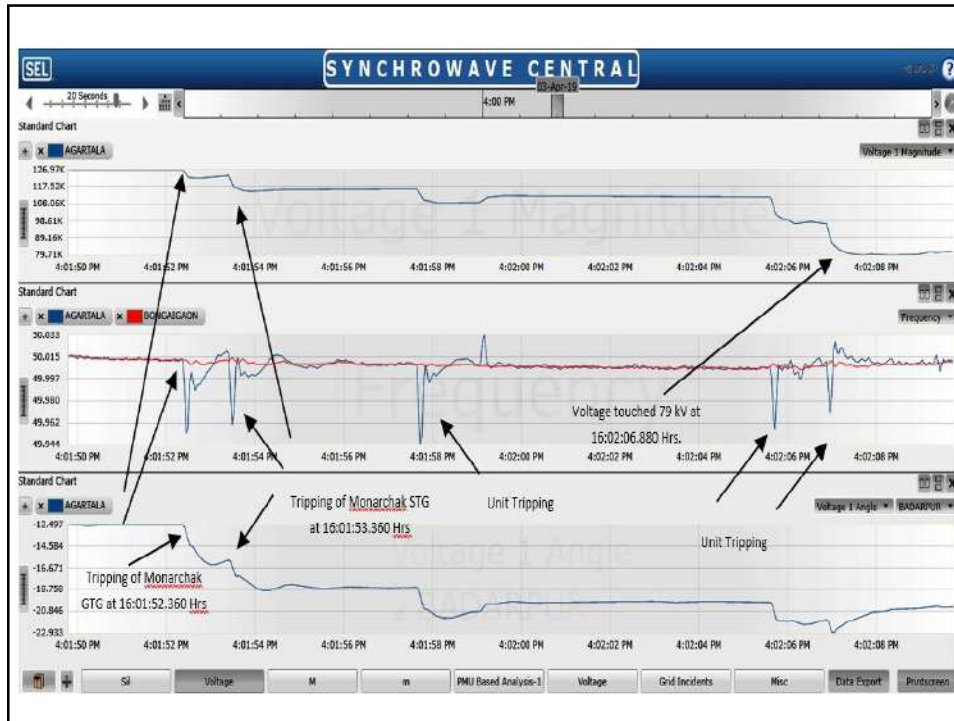 SEL
SYNCHROWAVE CENTRAL
20 Seconds
4:00 PM
03-Apr-19
Standard Chart
AGARTALA
Voltage 1 Magnitude
Voltage 1 Magnitude
126.97K
117.52K
108.06K
98.61K
89.16K
79.71K
4:01:50 PM 4:01:52 PM 4:01:54 PM 4:01:56 PM 4:01:58 PM 4:02:00 PM 4:02:02 PM 4:02:04 PM 4:02:06 PM 4:02:08 PM
Standard Chart
AGARTALA BONGAIGAON
Frequency
Frequency
50.033
50.015
49.997
49.980
49.962
49.944
Voltage touched 79 kV at
16:02:06.880 Hrs.
4:01:50 PM 4:01:52 PM 4:01:54 PM 4:01:56 PM 4:01:58 PM 4:02:00 PM 4:02:02 PM 4:02:04 PM 4:02:06 PM 4:02:08 PM
Standard Chart
AGARTALA
Voltage 1 Angle BADARPUR
Tripping of Monarchak STG
at 16:01:53.360 Hrs
Unit Tripping
Unit Tripping
Voltage 1 Angle
BADARPUR
-12.497
-14.584
-16.671
-18.758
-20.846
-22.933
Tripping of Monarchak
GTG at 16:01:52.360 Hrs
4:01:50 PM 4:01:52 PM 4:01:54 PM 4:01:56 PM 4:01:58 PM 4:02:00 PM 4:02:02 PM 4:02:04 PM 4:02:06 PM 4:02:08 PM
Sil Voltage M m PMU Based Analysis-1 Voltage Grid Incidents Misc Data Export Printscreen